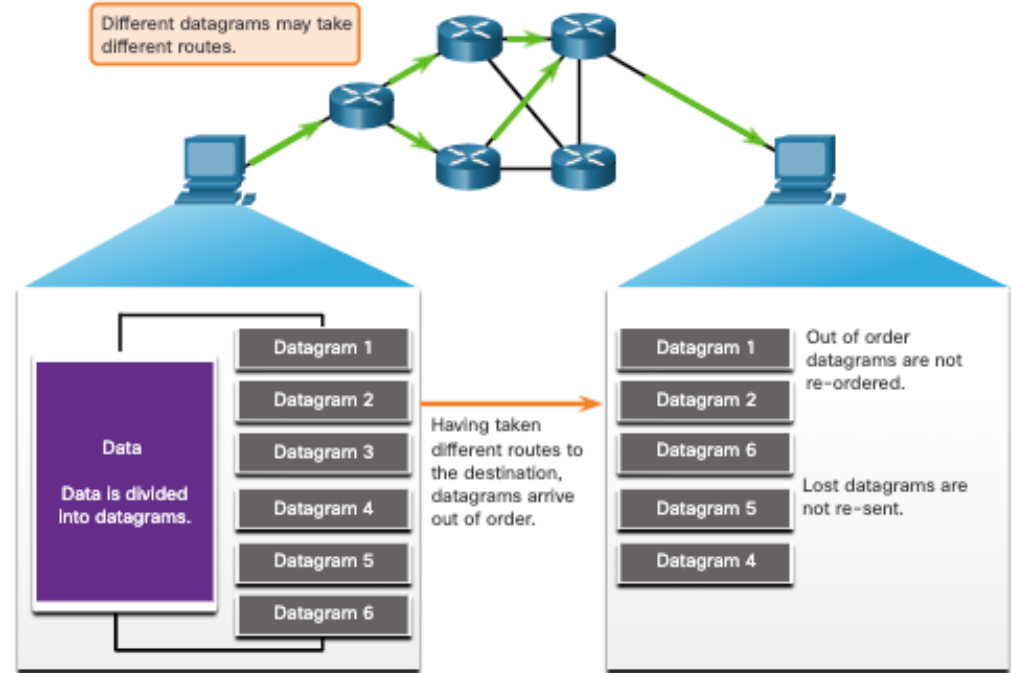 Different datagrams may take
different routes.
Data
Data is divided
into datagrams.
Datagram 1
Datagram 2
Datagram 3
Datagram 4
Datagram 5
Datagram 6
Having taken
different routes to
the destination,
datagrams arrive
out of order.
Datagram 1
Datagram 2
Datagram 6
Datagram 5
Datagram 4
Out of order
datagrams are not
re-ordered.
Lost datagrams are
not re-sent.